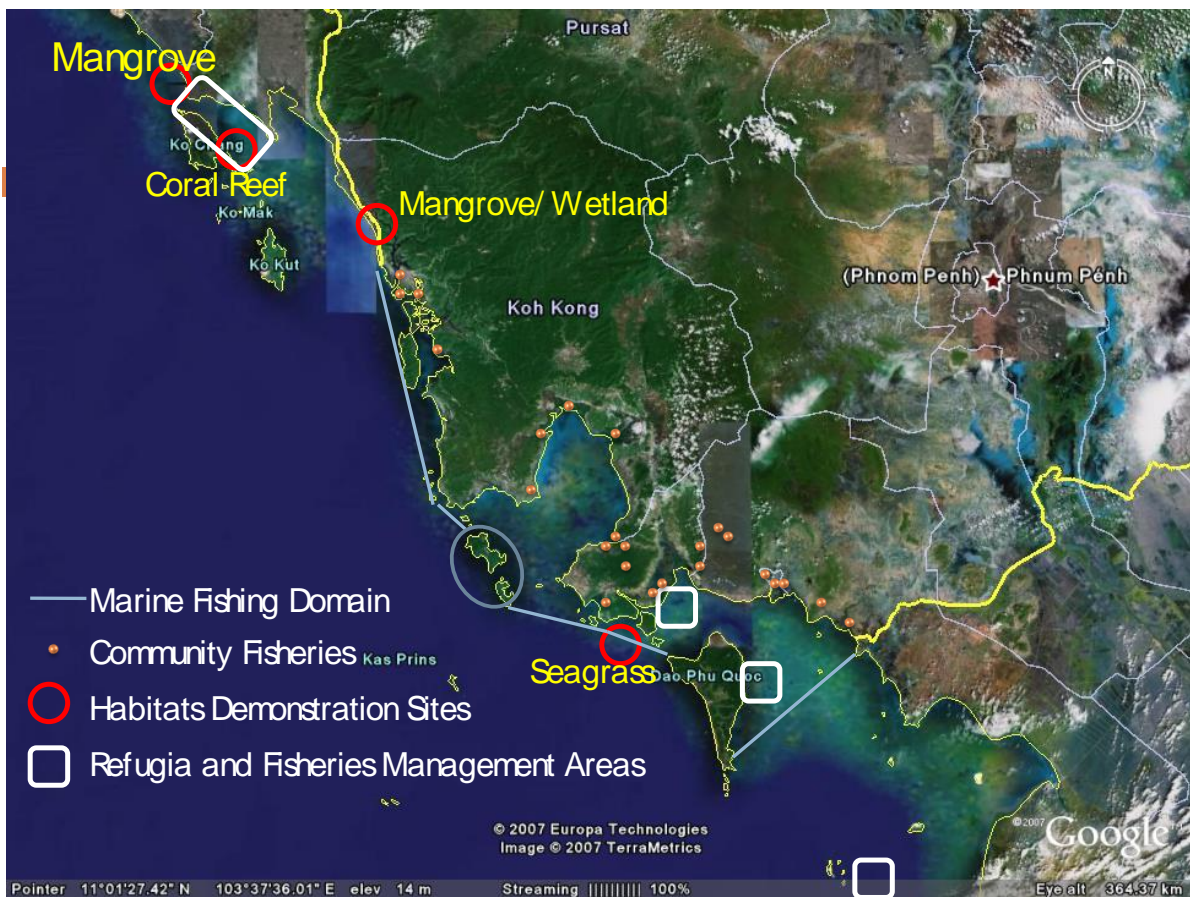 Pursat
Mangrove
N
Ko Chang
Coral Reef
Ko Mak
Mangrove/ Wetland
Ko Kut
(Phnom Penh) Phnum Pénh
Koh Kong
Marine Fishing Domain
Community Fisheries
Kas Prins
Seagrass
Dao Phu Quoc
Habitats Demonstration Sites
Refugia and Fisheries Management Areas
© 2007 Europa Technologies
Image © 2007 TerraMetrics
©2007 Google™
Pointer 11°01'27.42" N 103°37'36.01" E elev 14 m Streaming |||||||||| 100% Eye alt 364.37 km